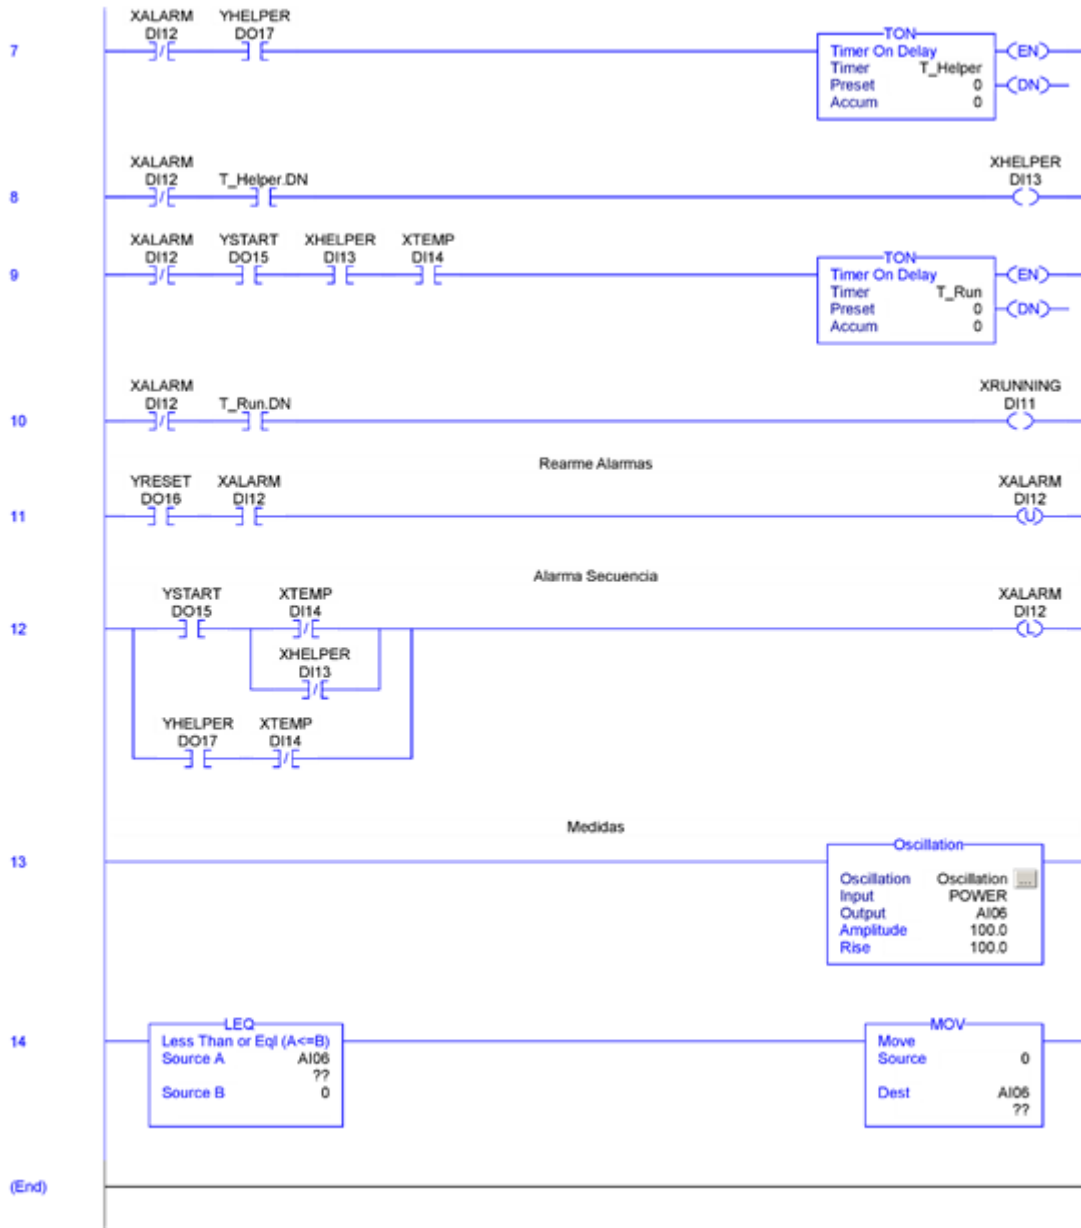 XALARM YHELPER
7 DI12 DO17
TON
Timer On Delay EN
Timer T_Helper
Preset 0 DN
Accum 0
XALARM XHELPER
DI12 T_Helper.DN DI13
8
XALARM YSTART XHELPER XTEMP
DI12 DO15 DI13 DI14
9
TON
Timer On Delay EN
Timer T_Run
Preset 0 DN
Accum 0
XALARM XRUNNING
DI12 T_Run.DN DI11
10
Rearme Alarmas
YRESET XALARM XALARM
DO16 DI12 DI12
11 U
Alarma Secuencia
YSTART XTEMP XALARM
DO15 DI14 DI12
12 L
XHELPER
DI13
YHELPER XTEMP
DO17 DI14
Medidas
13
Oscillation
Oscillation Oscillation ...
Input POWER
Output AI06
Amplitude 100.0
Rise 100.0
14
LEQ
Less Than or Eql (A<=B)
Source A AI06
??
Source B 0
MOV
Move
Source 0
Dest AI06
??
(End)